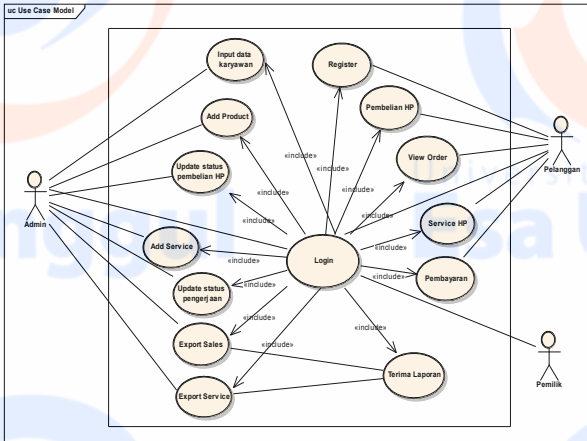 uc Use Case Model
Input data
karyawan
Register
Add Product
Pembelian HP
View Order
Update status
pembelian HP
Pelanggan
Admin
Service HP
Add Service
Login
Pembayaran
Update status
pengerjaan
Export Sales
Terima Laporan
Export Service
Pemilik
«include»
«include»
«include»
«include»
«include»
«include»
«include»
«include»
«include»
«include»
«include»
«include»
Esa
nggul